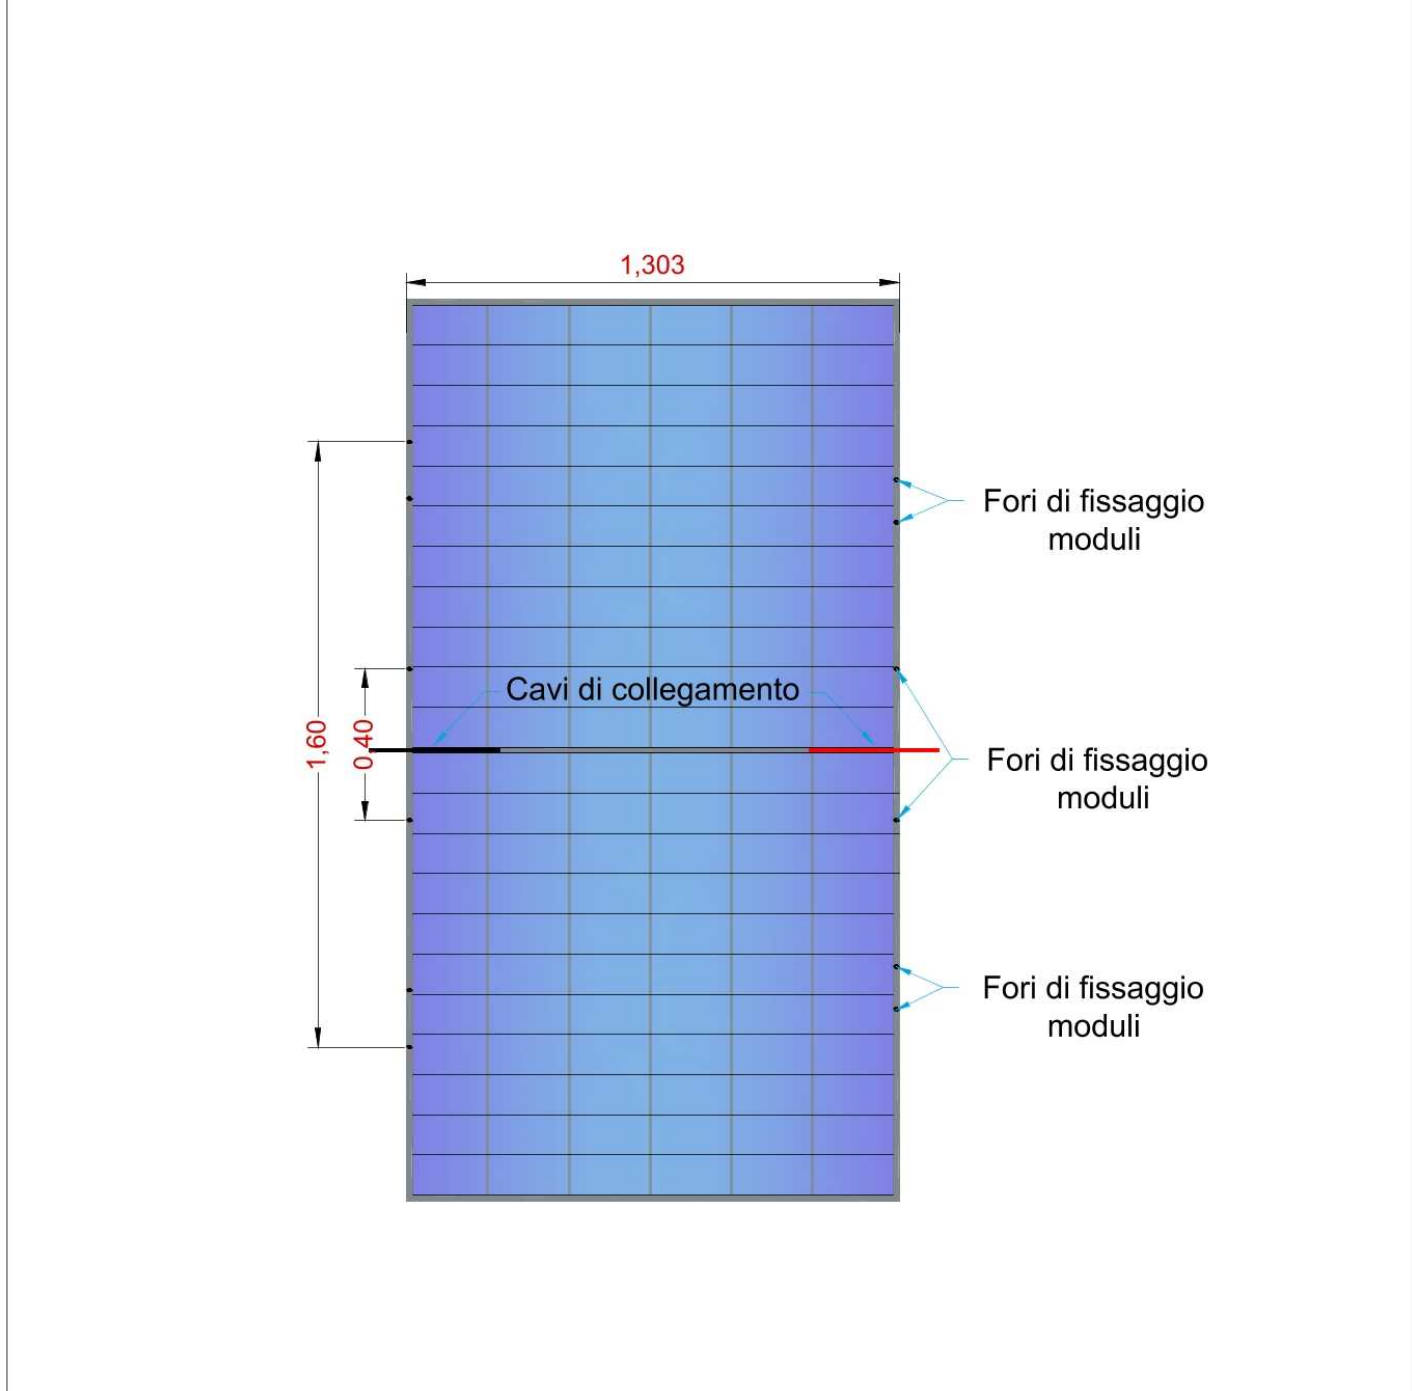 1,303
Fori di fissaggio
moduli
Cavi di collegamento
1,60
0,40
Fori di fissaggio
moduli
Fori di fissaggio
moduli